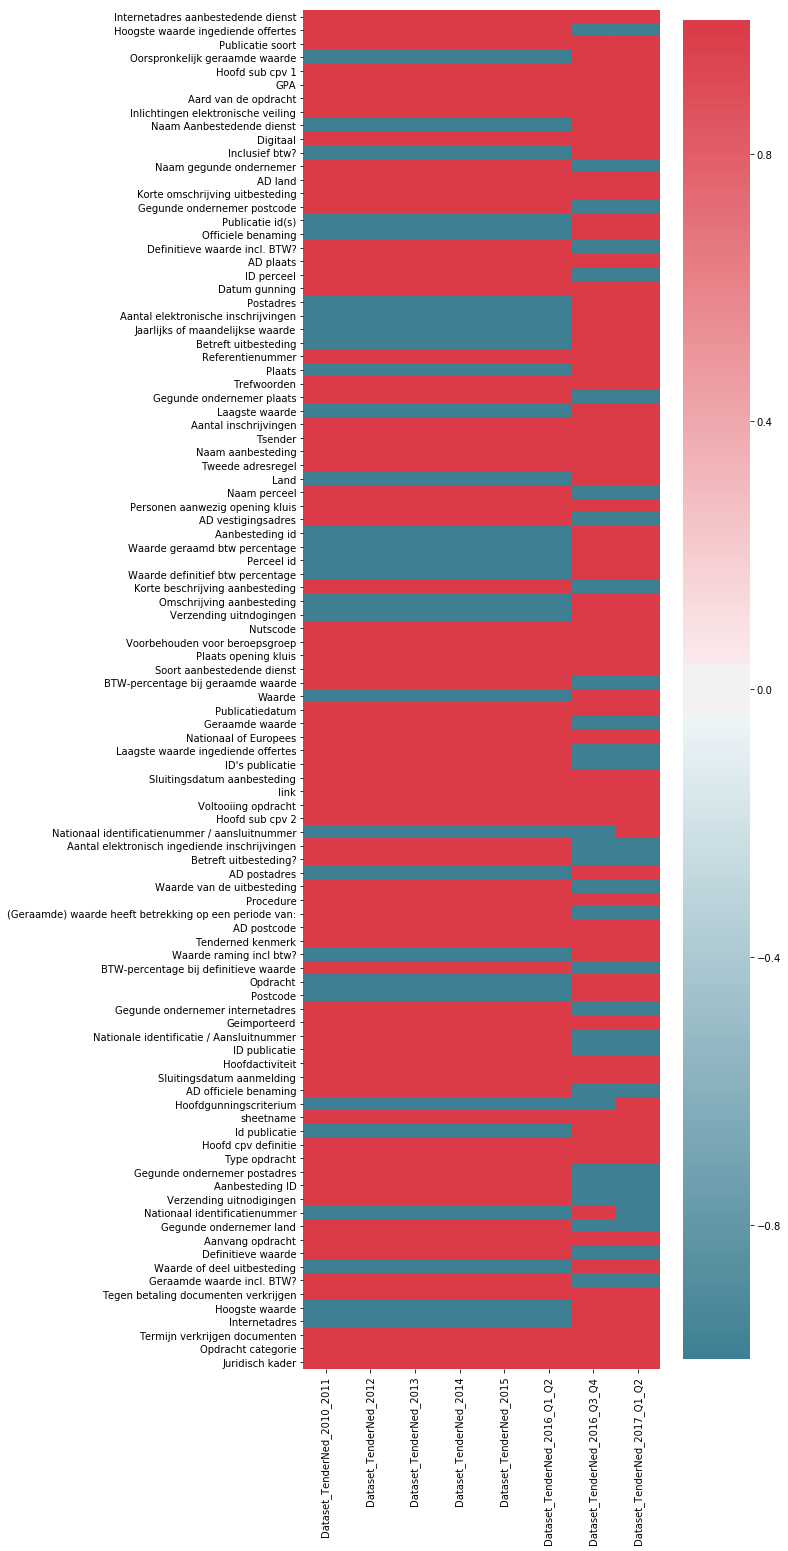 Internetadres aanbestedende dienst
Hoogste waarde ingediende offertes
Publicatie soort
Oorspronkelijk geraamde waarde
Hoofd sub cpv 1
GPA
Aard van de opdracht
Inlichtingen elektronische veiling
Naam Aanbestedende dienst
Digitaal
Inclusief btw?
Naam gegunde ondernemer
AD land
Korte omschrijving uitbesteding
Gegunde ondernemer postcode
Publicatie id(s)
Officiele benaming
Definitieve waarde incl. BTW?
AD plaats
ID perceel
Datum gunning
Postadres
Aantal elektronische inschrijvingen
Jaarlijks of maandelijkse waarde
Betreft uitbesteding
Referentienummer
Plaats
Trefwoorden
Gegunde ondernemer plaats
Laagste waarde
Aantal inschrijvingen
Tsender
Naam aanbesteding
Tweede adresregel
Land
Naam perceel
Personen aanwezig opening kluis
AD vestigingsadres
Aanbesteding id
Waarde geraamd btw percentage
Perceel id
Waarde definitief btw percentage
Korte beschrijving aanbesteding
Omschrijving aanbesteding
Verzending uitndogingen
Nutscode
Voorbehouden voor beroepsgroep
Plaats opening kluis
Soort aanbestedende dienst
BTW-percentage bij geraamde waarde
Waarde
Publicatiedatum
Geraamde waarde
Nationaal of Europees
Laagste waarde ingediende offertes
ID's publicatie
Sluitingsdatum aanbesteding
link
Voltooiing opdracht
Hoofd sub cpv 2
Nationaal identificatienummer / aansluitnummer
Aantal elektronisch ingediende inschrijvingen
Betreft uitbesteding?
AD postadres
Waarde van de uitbesteding
Procedure
(Geraamde) waarde heeft betrekking op een periode van:
AD postcode
Tenderned kenmerk
Waarde raming incl btw?
BTW-percentage bij definitieve waarde
Opdracht
Postcode
Gegunde ondernemer internetadres
Geimporteerd
Nationale identificatie / Aansluitnummer
ID publicatie
Hoofdactiviteit
Sluitingsdatum aanmelding
AD officiele benaming
Hoofdgunningscriterium
sheetname
Id publicatie
Hoofd cpv definitie
Type opdracht
Gegunde ondernemer postadres
Aanbesteding ID
Verzending uitnodigingen
Nationaal identificatienummer
Gegunde ondernemer land
Aanvang opdracht
Definitieve waarde
Waarde of deel uitbesteding
Geraamde waarde incl. BTW?
Tegen betaling documenten verkrijgen
Hoogste waarde
Internetadres
Termijn verkrijgen documenten
Opdracht categorie
Juridisch kader
Dataset_TenderNed_2010_2011
Dataset_TenderNed_2012
Dataset_TenderNed_2013
Dataset_TenderNed_2014
Dataset_TenderNed_2015
Dataset_TenderNed_2016_Q1_Q2
Dataset_TenderNed_2016_Q3_Q4
Dataset_TenderNed_2017_Q1_Q2
0.8
0.4
0.0
−0.4
−0.8